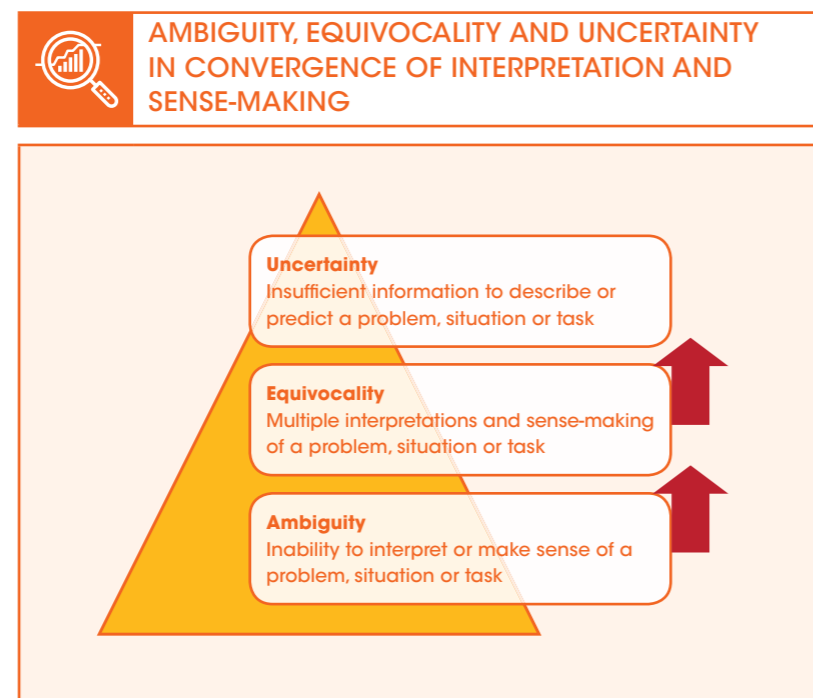 AMBIGUITY, EQUIVOCALITY AND UNCERTAINTY
IN CONVERGENCE OF INTERPRETATION AND
SENSE-MAKING
Uncertainty
Insufficient information to describe or
predict a problem, situation or task
Equivocality
Multiple interpretations and sense-making
of a problem, situation or task
Ambiguity
Inability to interpret or make sense of a
problem, situation or task